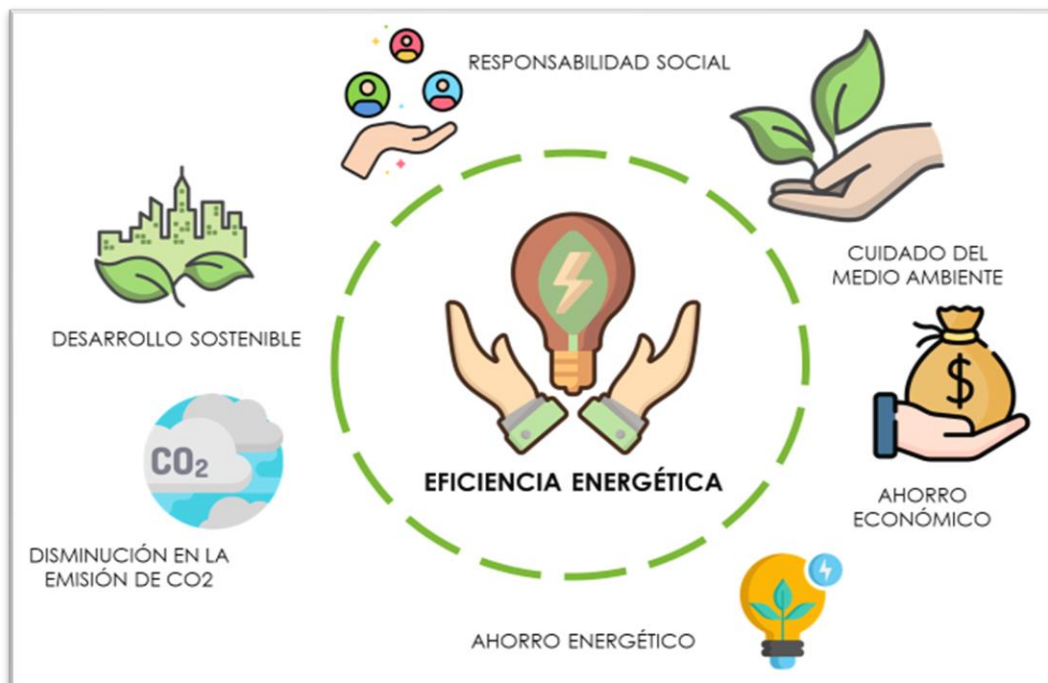 RESPONSABILIDAD SOCIAL
CUIDADO DEL
MEDIO AMBIENTE
DESARROLLO SOSTENIBLE
$
CO₂
EFICIENCIA ENERGÉTICA
AHORRO
ECONÓMICO
DISMINUCIÓN EN LA
EMISIÓN DE CO2
AHORRO ENERGÉTICO